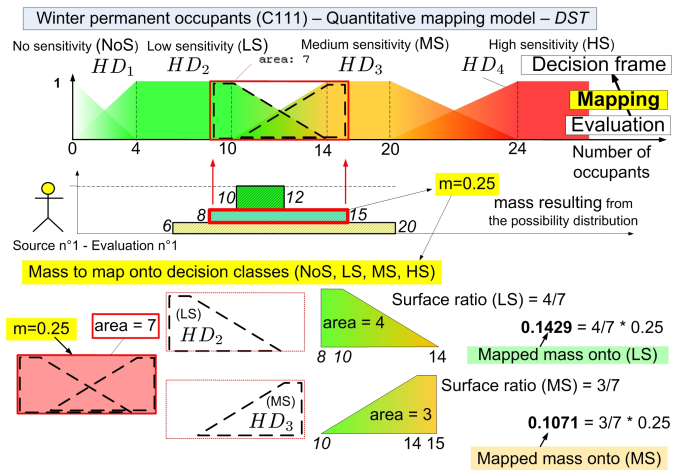 Winter permanent occupants (C111) – Quantitative mapping model – DST
No sensitivity (NoS) Low sensitivity (LS) Medium sensitivity (MS) High sensitivity (HS)
area: 7
HD1 HD2 HD3 HD4
Decision frame
Mapping
Evaluation
1
0 4 10 14 20 24
Number of
occupants
m=0.25
10 12
8 15
6 20
mass resulting from
the possibility distribution
Source n°1 - Evaluation n°1
Mass to map onto decision classes (NoS, LS, MS, HS)
m=0.25
area = 7
(LS)
HD2
area = 4
8 10 14
Surface ratio (LS) = 4/7
0.1429 = 4/7 * 0.25
Mapped mass onto (LS)
(MS)
HD3
area = 3
10 14 15
Surface ratio (MS) = 3/7
0.1071 = 3/7 * 0.25
Mapped mass onto (MS)